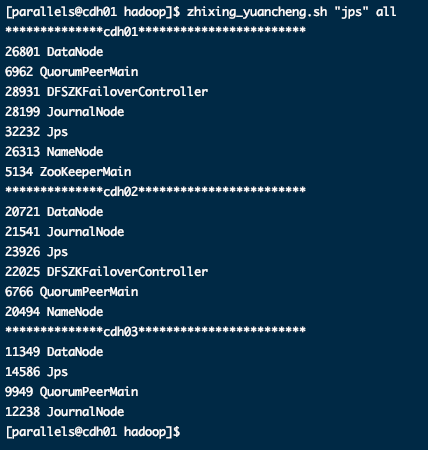 [parallels@cdh01 hadoop]$ zhixing_yuancheng.sh "jps" all
**************cdh01************************
26801 DataNode
6962 QuorumPeerMain
28931 DFSZKFailoverController
28199 JournalNode
32232 Jps
26313 NameNode
5134 ZooKeeperMain
**************cdh02************************
20721 DataNode
21541 JournalNode
23926 Jps
22025 DFSZKFailoverController
6766 QuorumPeerMain
20494 NameNode
**************cdh03************************
11349 DataNode
14586 Jps
9949 QuorumPeerMain
12238 JournalNode
[parallels@cdh01 hadoop]$